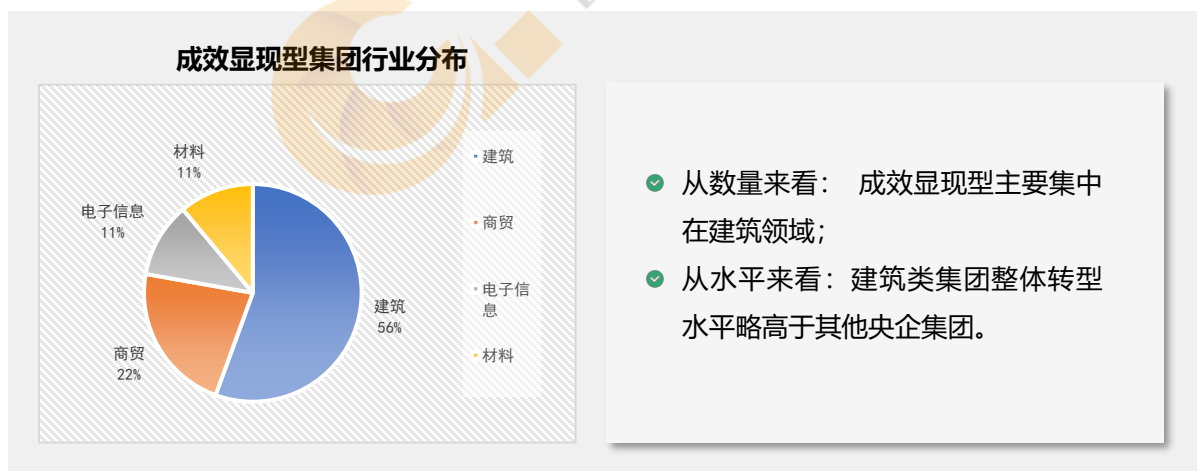 成效显现型集团行业分布
材料
11%
电子信息
11%
商贸
22%
建筑
56%
建筑
商贸
电子信
息
材料
从数量来看： 成效显现型主要集中
在建筑领域；
从水平来看：建筑类集团整体转型
水平略高于其他央企集团。